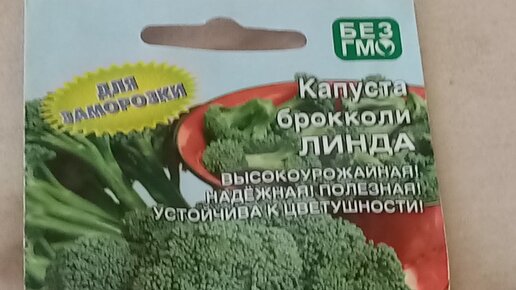 БЕЗ
ГМО
ДЛЯ
ЗАМОРОЗКИ
Капуста
брокколи
ЛИНДА
ВЫСОКОУРОЖАЙНАЯ!
НАДЁЖНАЯ! ПОЛЕЗНАЯ!
УСТОЙЧИВА К ЦВЕТУШНОСТИ!